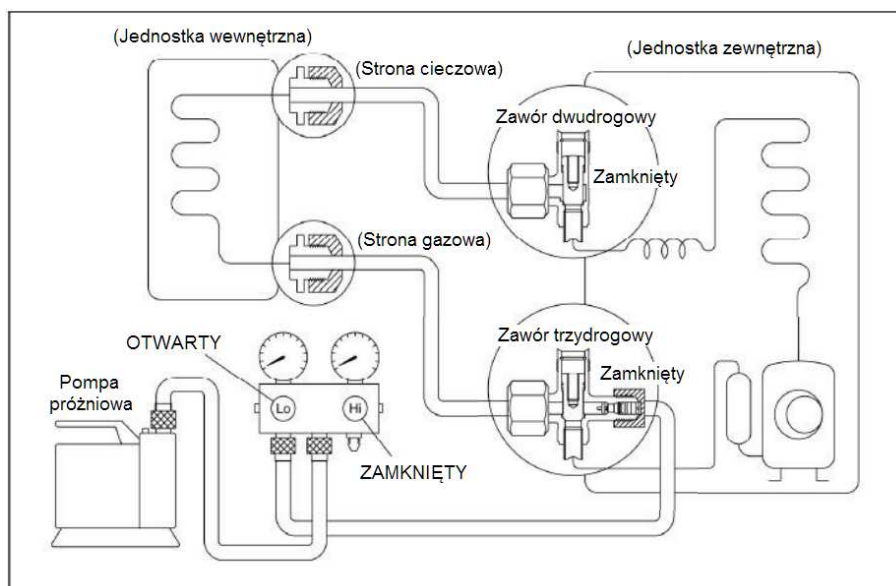 (Jednostka wewnętrzna)
(Jednostka zewnętrzna)
(Strona cieczowa)
Zawór dwudrogowy
Zamknięty
(Strona gazowa)
Zawór trzydrogowy
Zamknięty
OTWARTY
Pompa
próżniowa
Lo
Hi
ZAMKNIĘTY